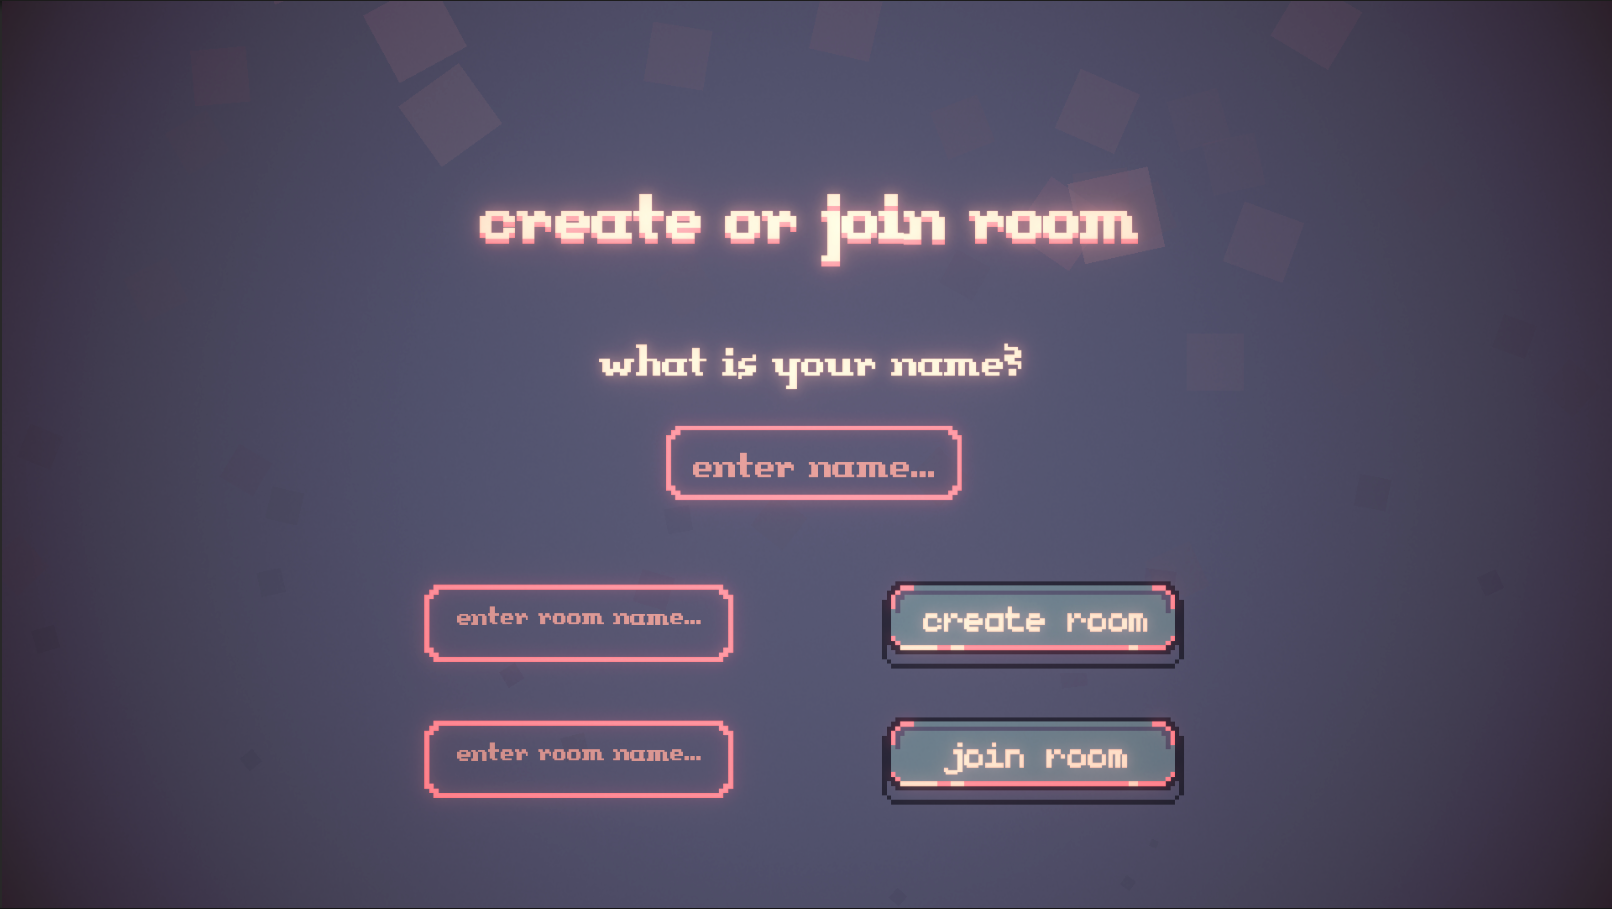 create or join room
what is your name?
enter name...
enter room name...
create room
enter room name...
join room